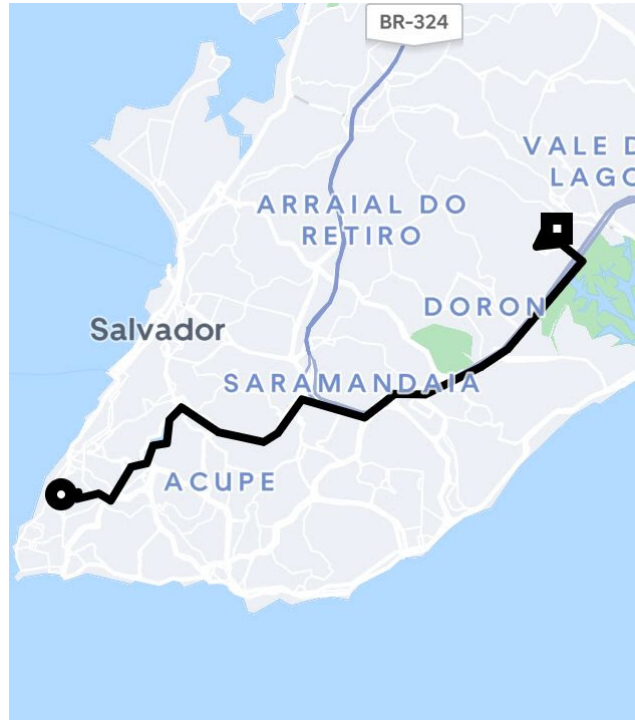 BR-324
VALE D
LAGO
ARRAIAL DO
RETIRO
DORON
Salvador
SARAMANDAIA
ACUPE